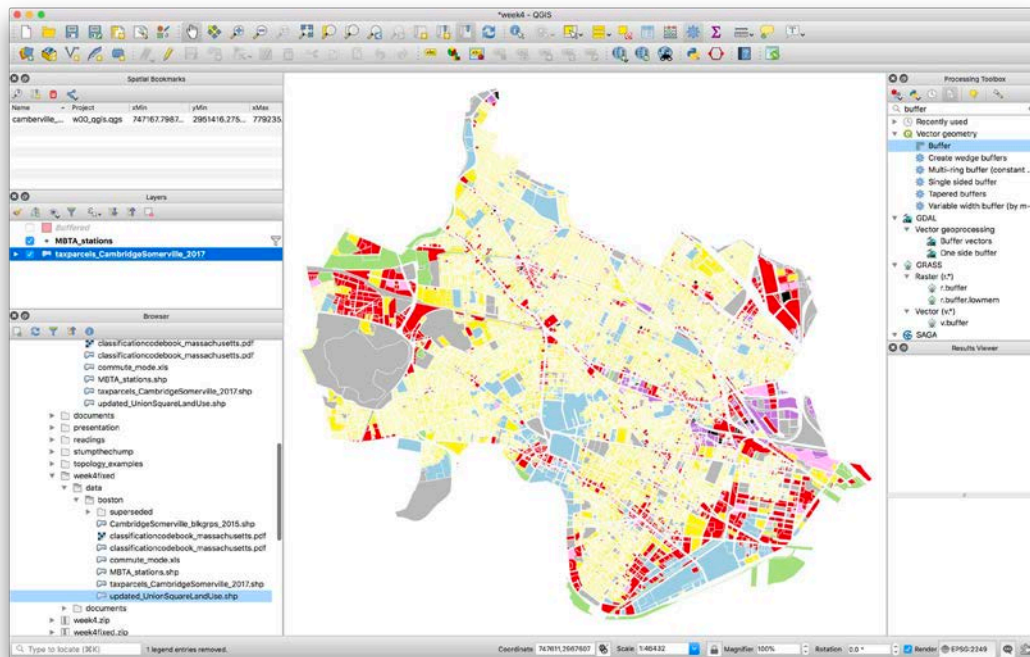 *week4 - QGIS
Spatial Bookmarks
Name Project xMin yMin xMax
camberville_... w00_qgis.qgs 747167.7987... 2951416.275... 779235
Layers
Buffered
MBTA_stations
taxparcels_CambridgeSomerville_2017
Browser
classificationcodebook_massachusetts.pdf
classificationcodebook_massachusetts.pdf
commute_mode.xls
MBTA_stations.shp
taxparcels_CambridgeSomerville_2017.shp
updated_UnionSquareLandUse.shp
documents
presentation
readings
stumpthechump
topology_examples
week4fixed
data
boston
superseded
CambridgeSomerville_blkgrps_2015.shp
classificationcodebook_massachusetts.pdf
classificationcodebook_massachusetts.pdf
commute_mode.xls
MBTA_stations.shp
taxparcels_CambridgeSomerville_2017.shp
updated_UnionSquareLandUse.shp
documents
week4.zip
week4fixed.zip
Processing Toolbox
buffer
Recently used
Vector geometry
Buffer
Create wedge buffers
Multi-ring buffer (constant ...
Single sided buffer
Tapered buffers
Variable width buffer (by m-
GDAL
Vector geoprocessing
Buffer vectors
One side buffer
GRASS
Raster (r.*)
r.buffer
r.buffer.lowmem
Vector (v.*)
v.buffer
SAGA
Results Viewer
Type to locate (⌘K) 1 legend entries removed. Coordinate 747611,2967607 Scale 1:46432 Magnifier 100% Rotation 0.0 ° Render EPSG:2249